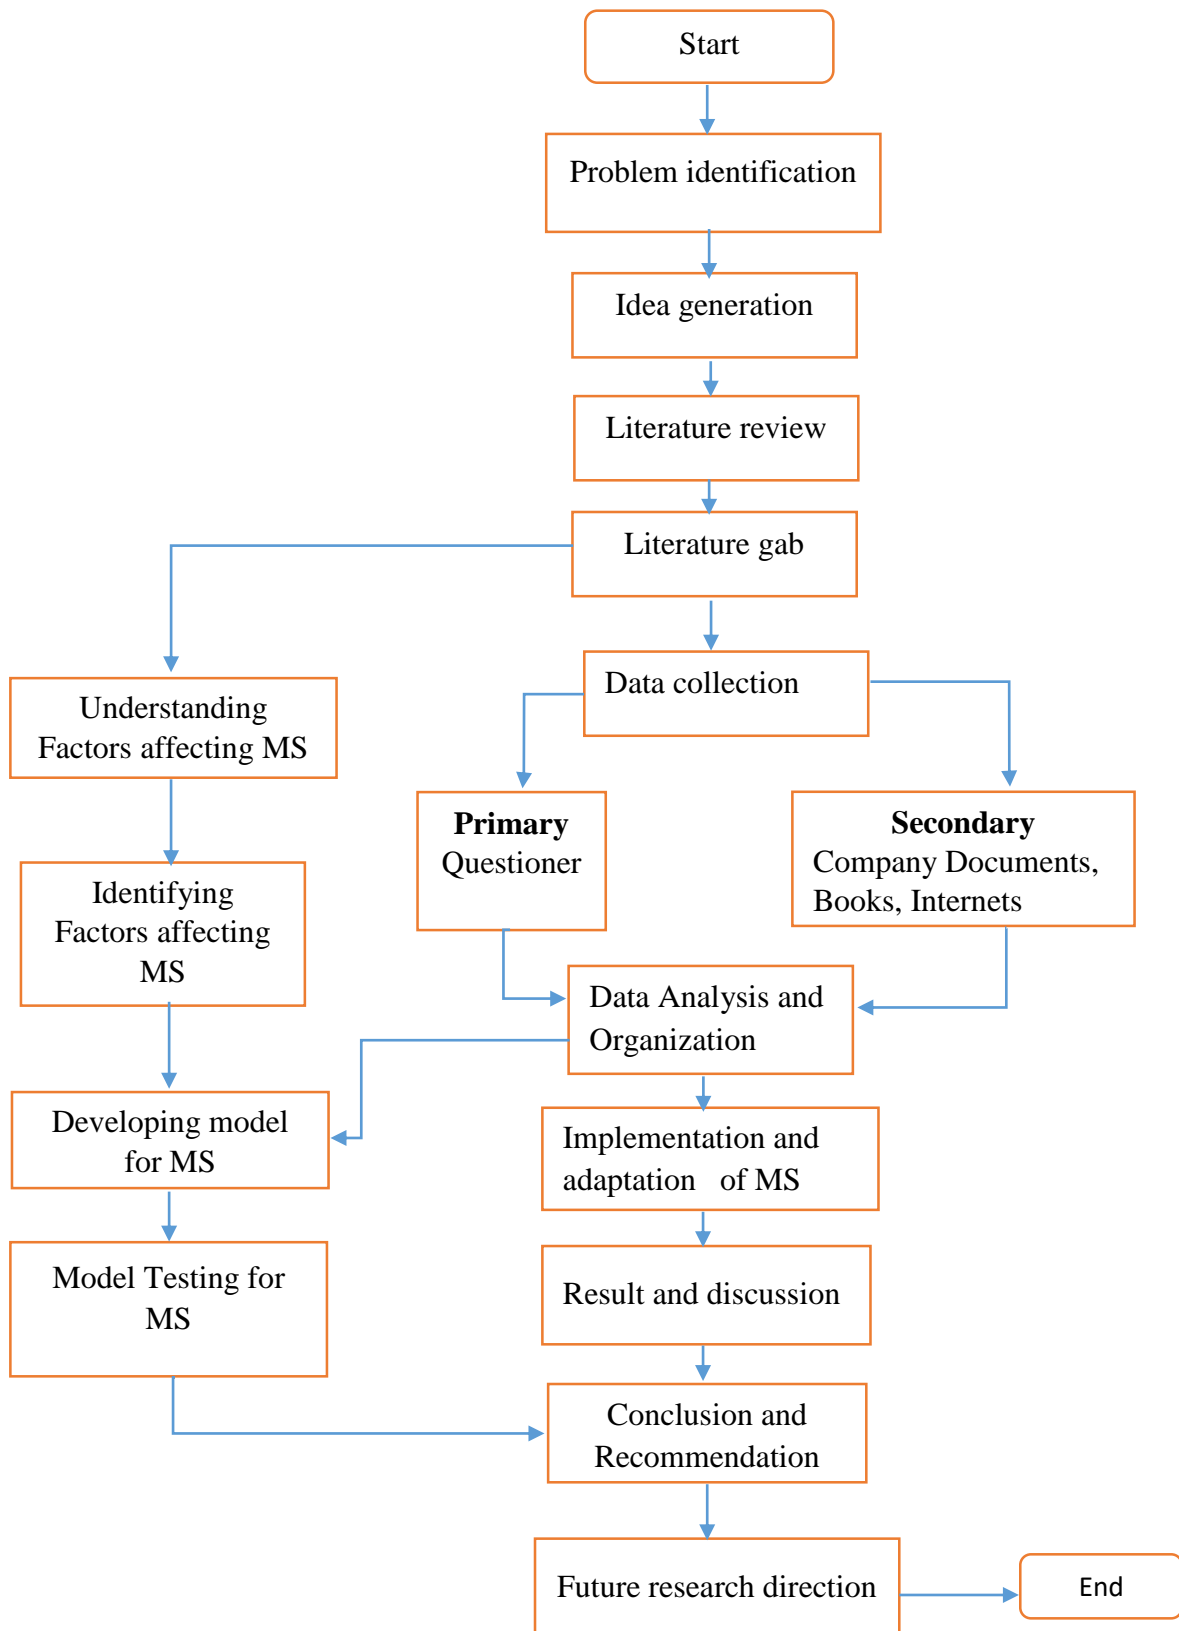 Start
Problem identification
Idea generation
Literature review
Literature gab
Data collection
Understanding
Factors affecting MS
Primary
Questioner
Secondary
Company Documents,
Books, Internets
Identifying
Factors affecting
MS
Data Analysis and
Organization
Developing model
for MS
Implementation and
adaptation of MS
Model Testing for
MS
Result and discussion
Conclusion and
Recommendation
Future research direction
End